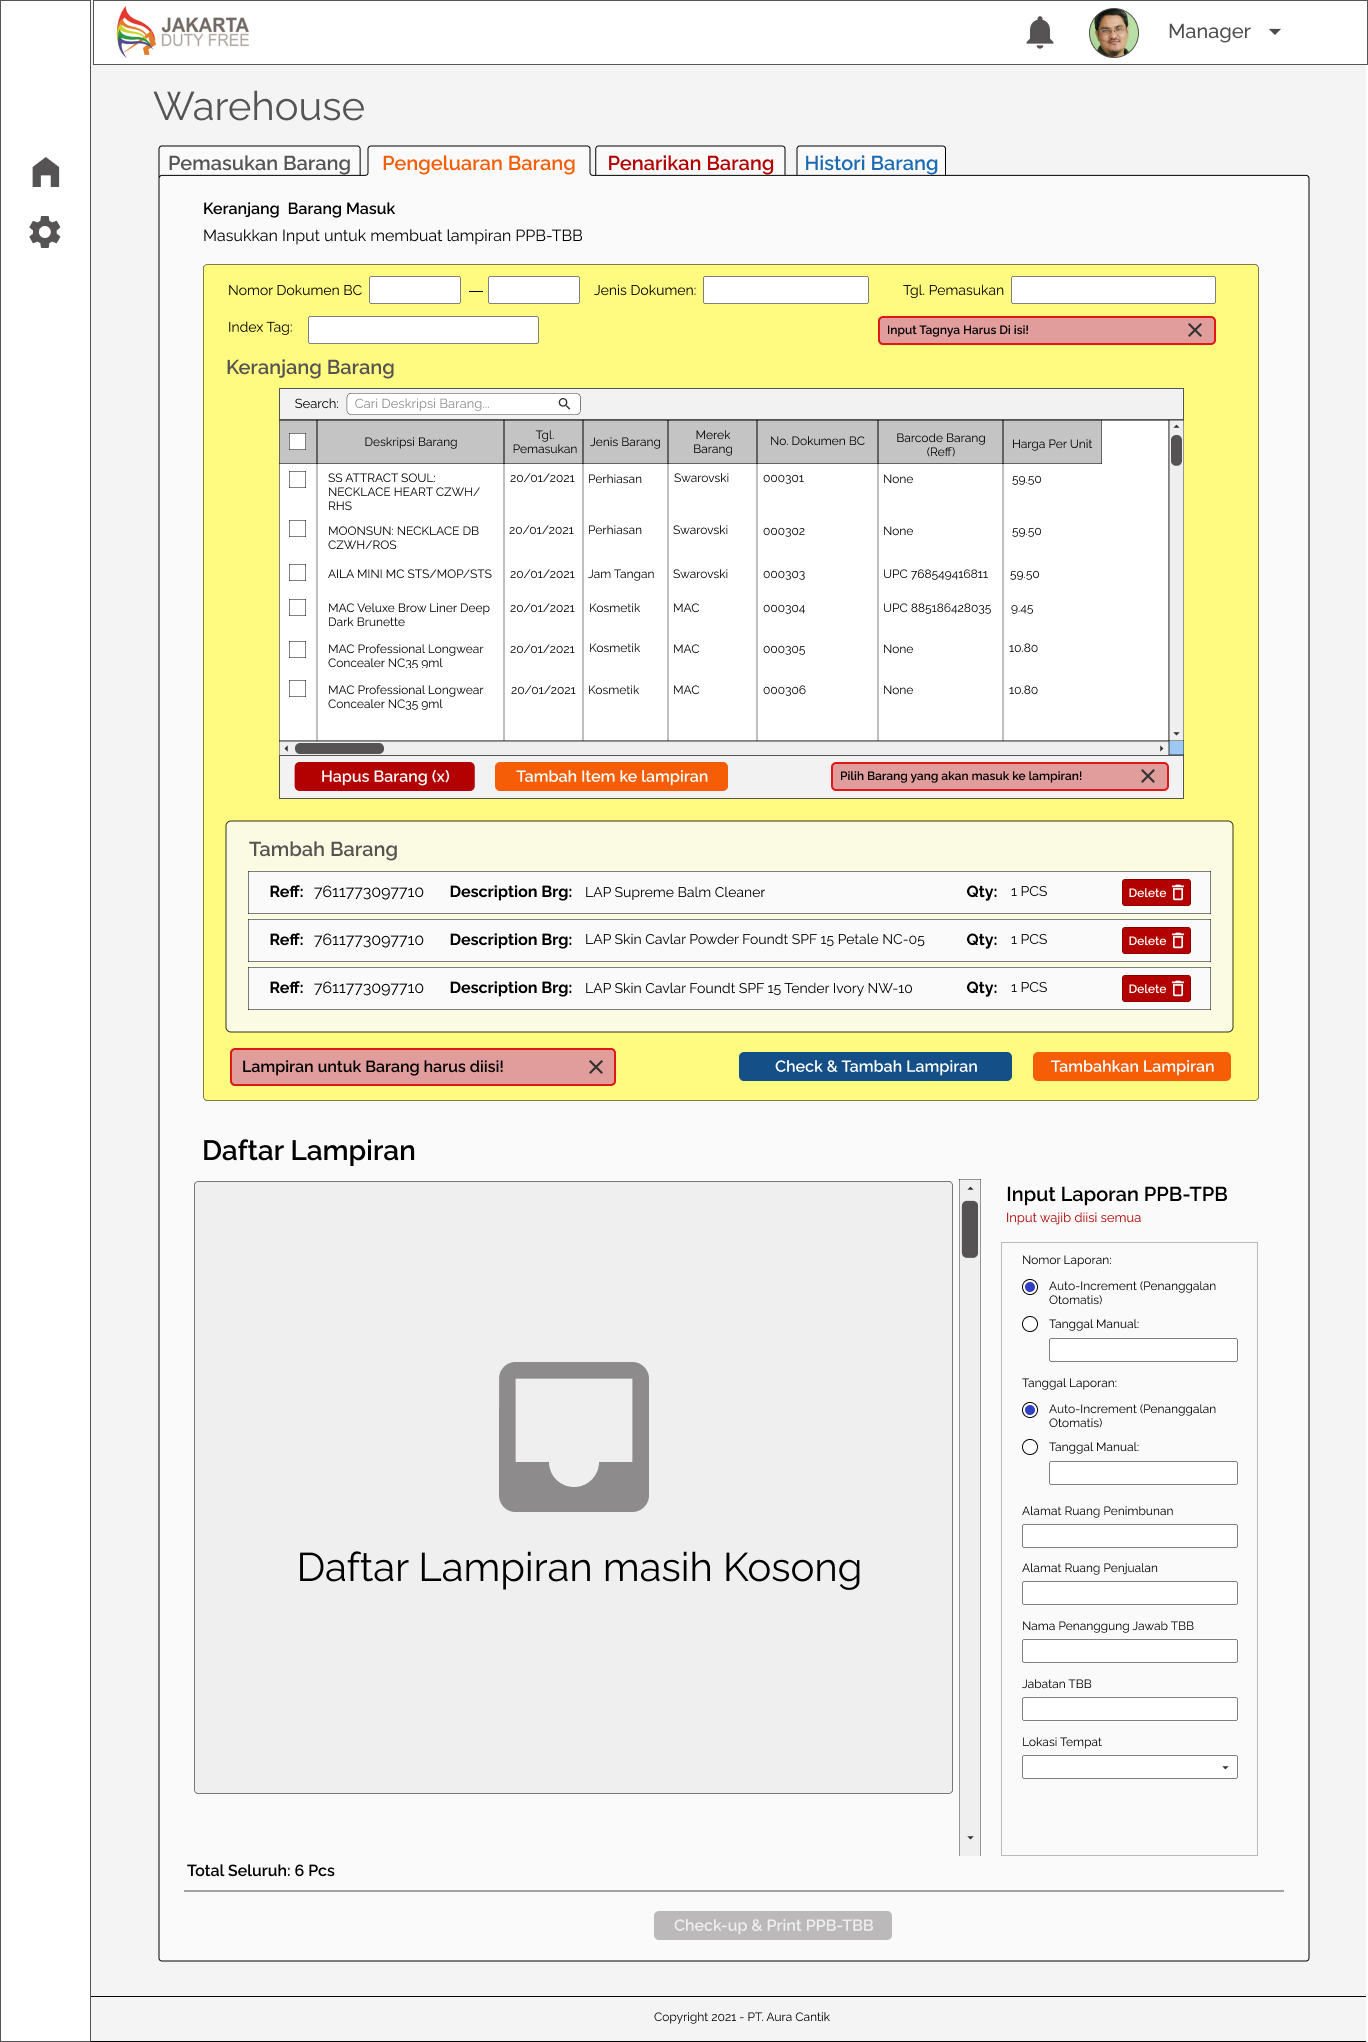 JAKARTA
DUTY FREE
Manager
Warehouse
Pemasukan Barang
Pengeluaran Barang
Penarikan Barang
Histori Barang
Keranjang Barang Masuk
Masukkan Input untuk membuat lampiran PPB-TBB
Nomor Dokumen BC — Jenis Dokumen: Tgl. Pemasukan
Index Tag:
Input Tagnya Harus Di isi!
Keranjang Barang
Search: Cari Deskripsi Barang...
Deskripsi Barang Tgl. Pemasukan Jenis Barang Merek Barang No. Dokumen BC Barcode Barang (Reff) Harga Per Unit
SS ATTRACT SOUL: 20/01/2021 Perhiasan Swarovski 000301 None 59.50
NECKLACE HEART CZWH/
RHS
MOONSUN: NECKLACE DB 20/01/2021 Perhiasan Swarovski 000302 None 59.50
CZWH/ROS
AILA MINI MC STS/MOP/STS 20/01/2021 Jam Tangan Swarovski 000303 UPC 768549416811 59.50
MAC Veluxe Brow Liner Deep 20/01/2021 Kosmetik MAC 000304 UPC 885186428035 9.45
Dark Brunette
MAC Professional Longwear 20/01/2021 Kosmetik MAC 000305 None 10.80
Concealer NC35 9ml
MAC Professional Longwear 20/01/2021 Kosmetik MAC 000306 None 10.80
Concealer NC35 9ml
Hapus Barang (x)
Tambah Item ke lampiran
Pilih Barang yang akan masuk ke lampiran!
Tambah Barang
Reff: 7611773097710 Description Brg: LAP Supreme Balm Cleaner Qty: 1 PCS Delete
Reff: 7611773097710 Description Brg: LAP Skin Cavlar Powder Foundt SPF 15 Petale NC-05 Qty: 1 PCS Delete
Reff: 7611773097710 Description Brg: LAP Skin Cavlar Foundt SPF 15 Tender Ivory NW-10 Qty: 1 PCS Delete
Lampiran untuk Barang harus diisi!
Check & Tambah Lampiran
Tambahkan Lampiran
Daftar Lampiran
Daftar Lampiran masih Kosong
Input Laporan PPB-TPB
Input wajib diisi semua
Nomor Laporan:
Auto-Increment (Penanggalan
Otomatis)
Tanggal Manual:
Tanggal Laporan:
Auto-Increment (Penanggalan
Otomatis)
Tanggal Manual:
Alamat Ruang Penimbunan
Alamat Ruang Penjualan
Nama Penanggung Jawab TBB
Jabatan TBB
Lokasi Tempat
Total Seluruh: 6 Pcs
Check-up & Print PPB-TBB
Copyright 2021 - PT. Aura Cantik